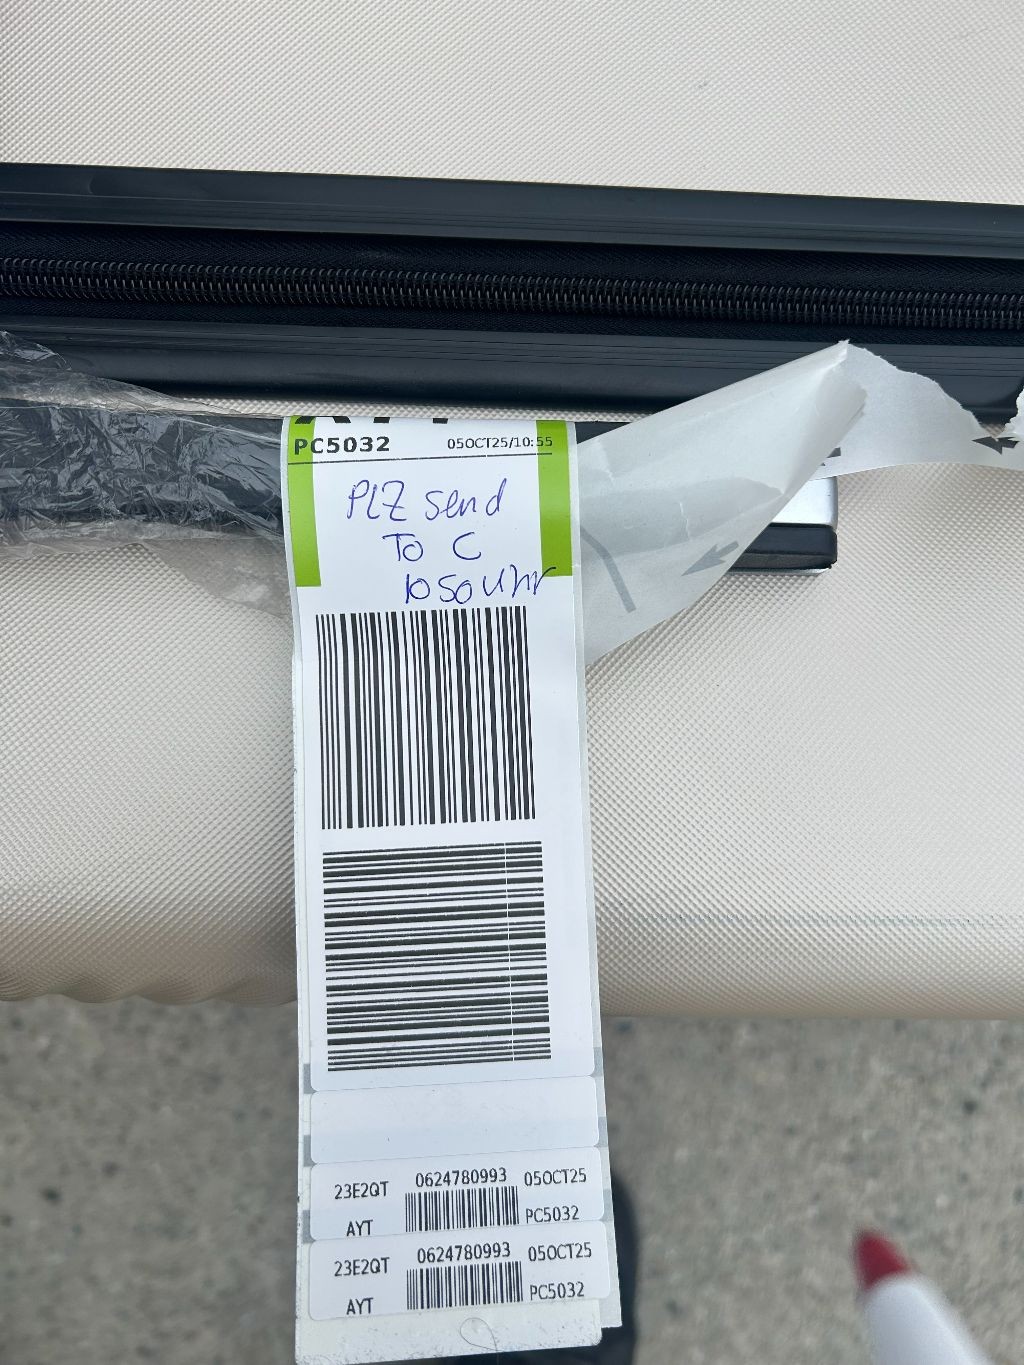 PC5032 05OCT25/10:55
PLZ send
To C
1050 Uhr
23E2QT 0624780993 05OCT25
AYT PC5032
23E2QT 0624780993 05OCT25
AYT PC5032